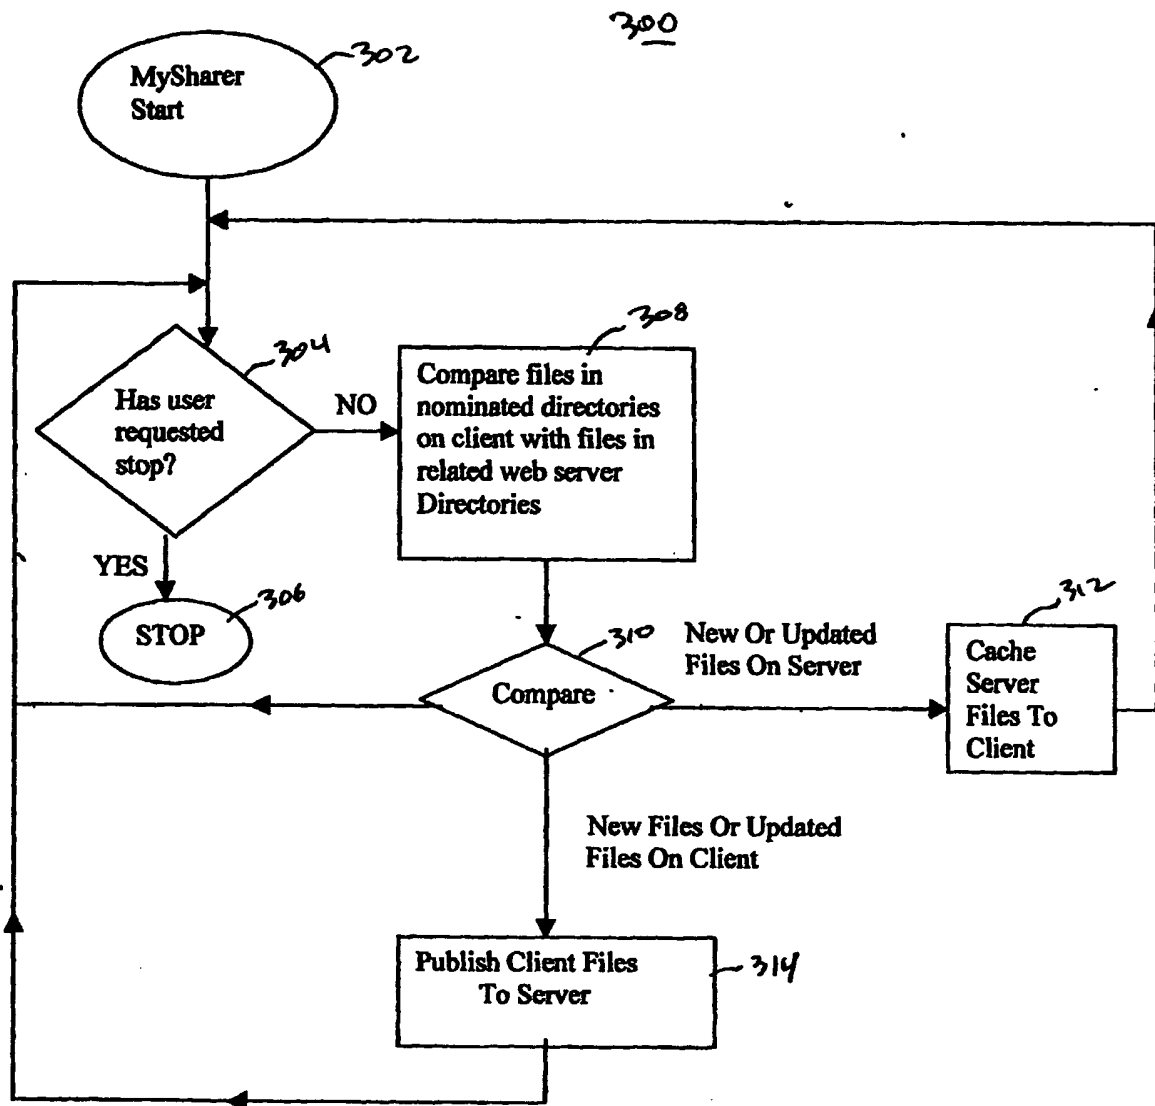 300
302
MySharer
Start
304
Has user
requested
stop?
NO
308
Compare files in
nominated directories
on client with files in
related web server
Directories
YES
306
STOP
310
Compare
New Or Updated
Files On Server
312
Cache
Server
Files To
Client
New Files Or Updated
Files On Client
Publish Client Files
To Server
314